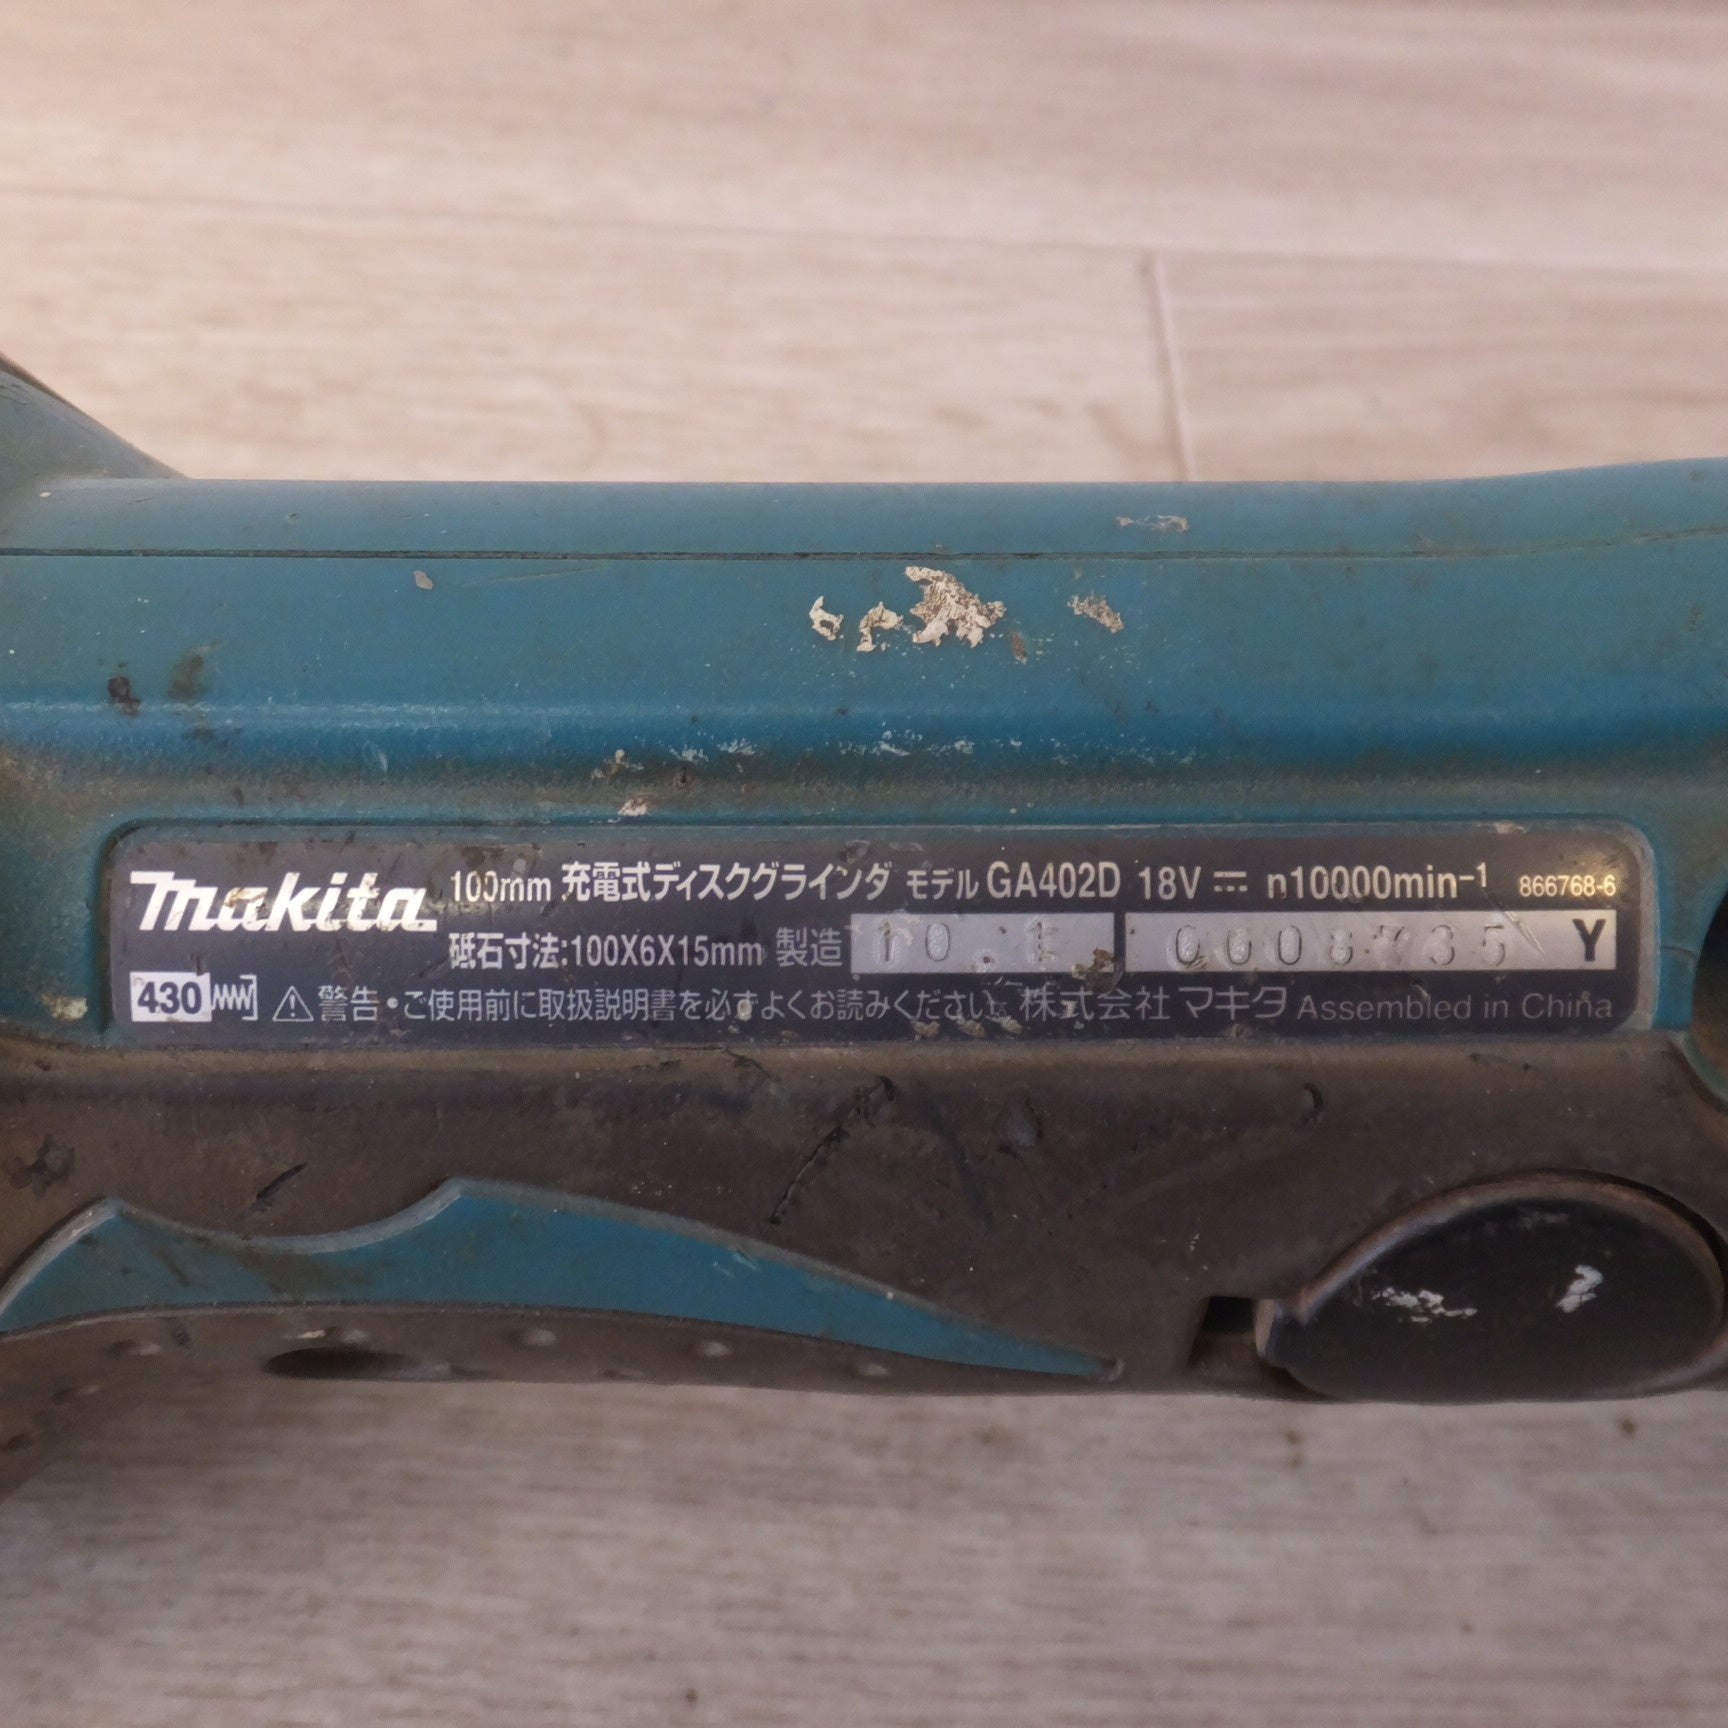 makita 100mm 充電式ディスクグラインダ モデル GA402D 18V n10000min⁻¹ 866768-6
砥石寸法:100X6X15mm 製造 10.1 0008735 Y
430 警告・ご使用前に取扱説明書を必ずよくお読みください。 株式会社 マキタ Assembled in China